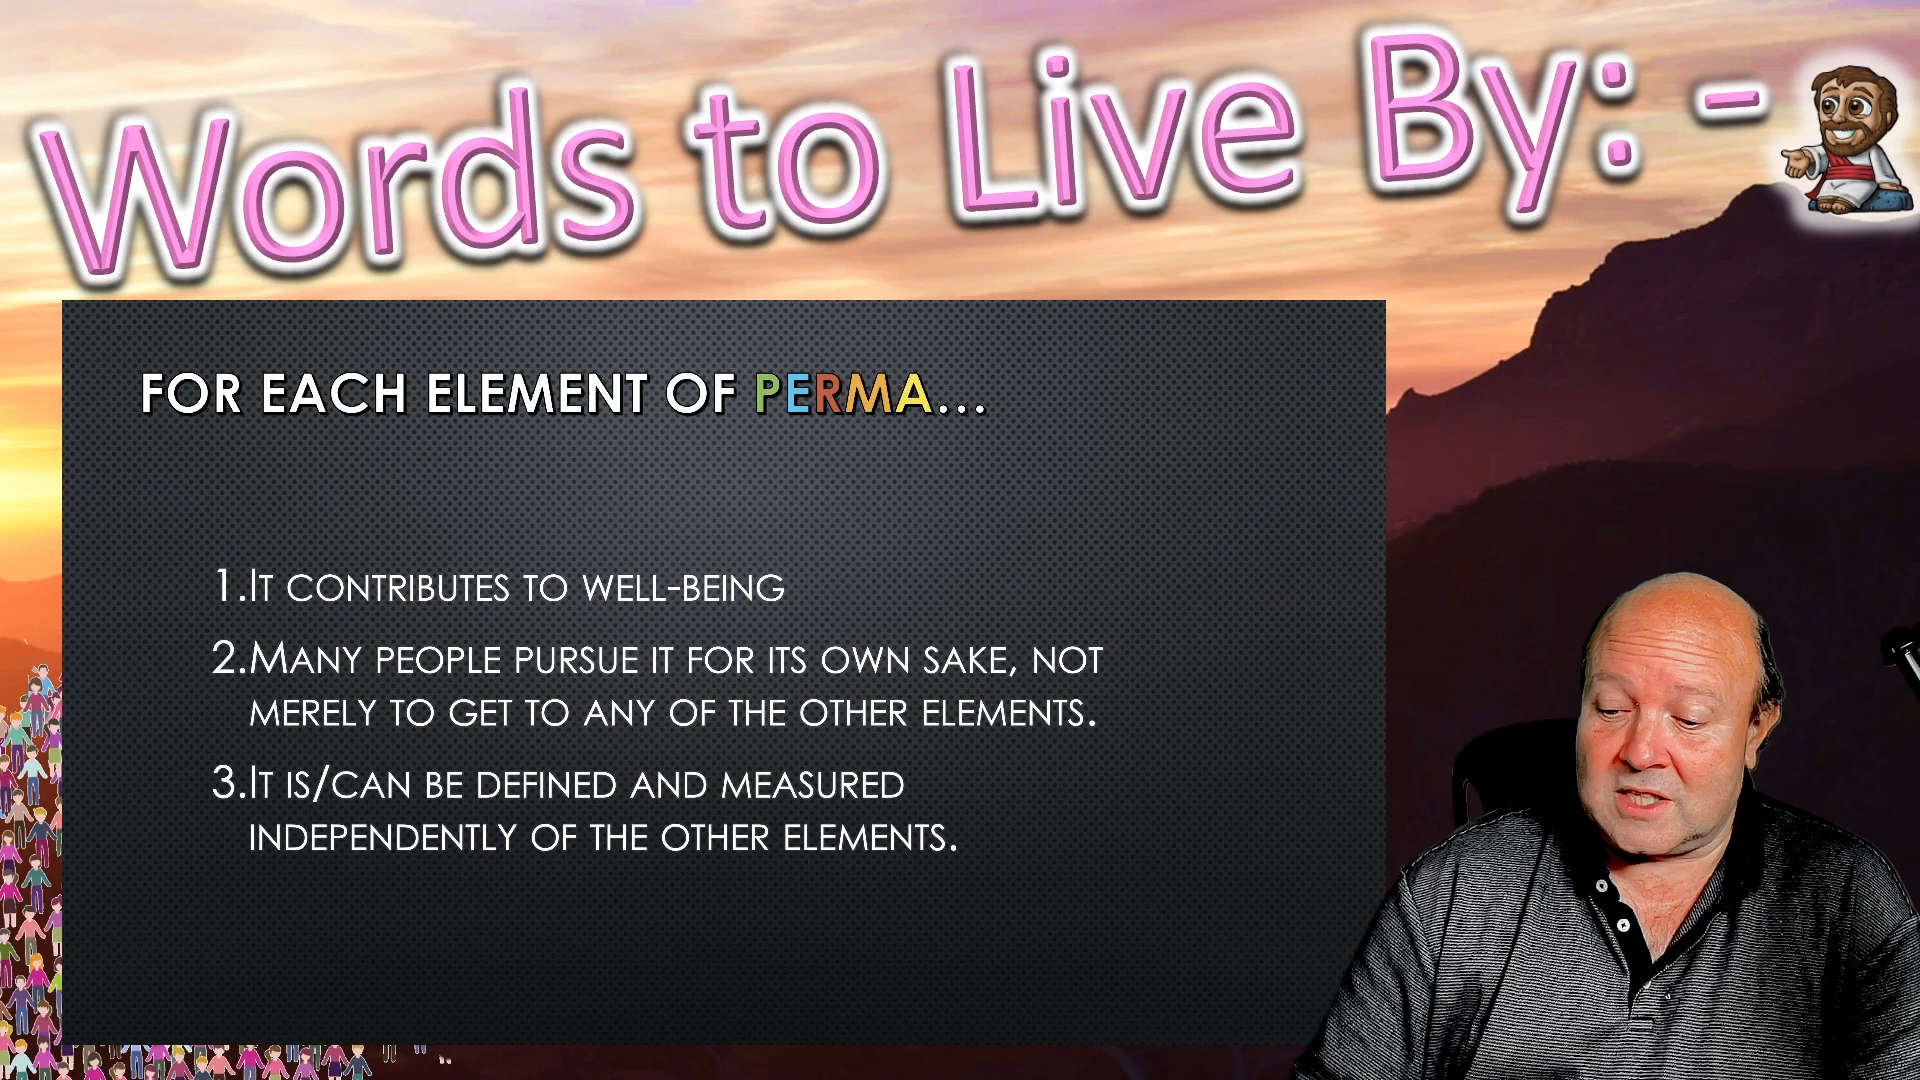 Words to Live By: -
FOR EACH ELEMENT OF PERMA...
1.IT CONTRIBUTES TO WELL-BEING
2.MANY PEOPLE PURSUE IT FOR ITS OWN SAKE, NOT
MERELY TO GET TO ANY OF THE OTHER ELEMENTS.
3.IT IS/CAN BE DEFINED AND MEASURED
INDEPENDENTLY OF THE OTHER ELEMENTS.